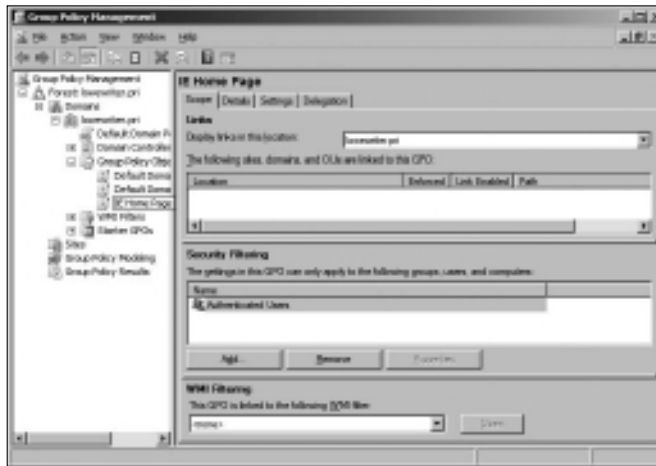 Group Policy Management
File Action View Window Help
Group Policy Management
Forest: lowewriter.pri
Domains
lowewriter.pri
Default Domain P
Domain Controller
Group Policy Objec
Default Doma
Default Doma
IE Home Page
WMI Filters
Starter GPOs
Sites
Group Policy Modeling
Group Policy Results
IE Home Page
Scope Details Settings Delegation
Links
Display links in this location: lowewriter.pri
The following sites, domains, and OUs are linked to this GPO:
Location Enforced Link Enabled Path
Security Filtering
The settings in this GPO can only apply to the following groups, users, and computers:
Name
Authenticated Users
Add... Remove Properties
WMI Filtering
This GPO is linked to the following WMI filter:
<none> Open